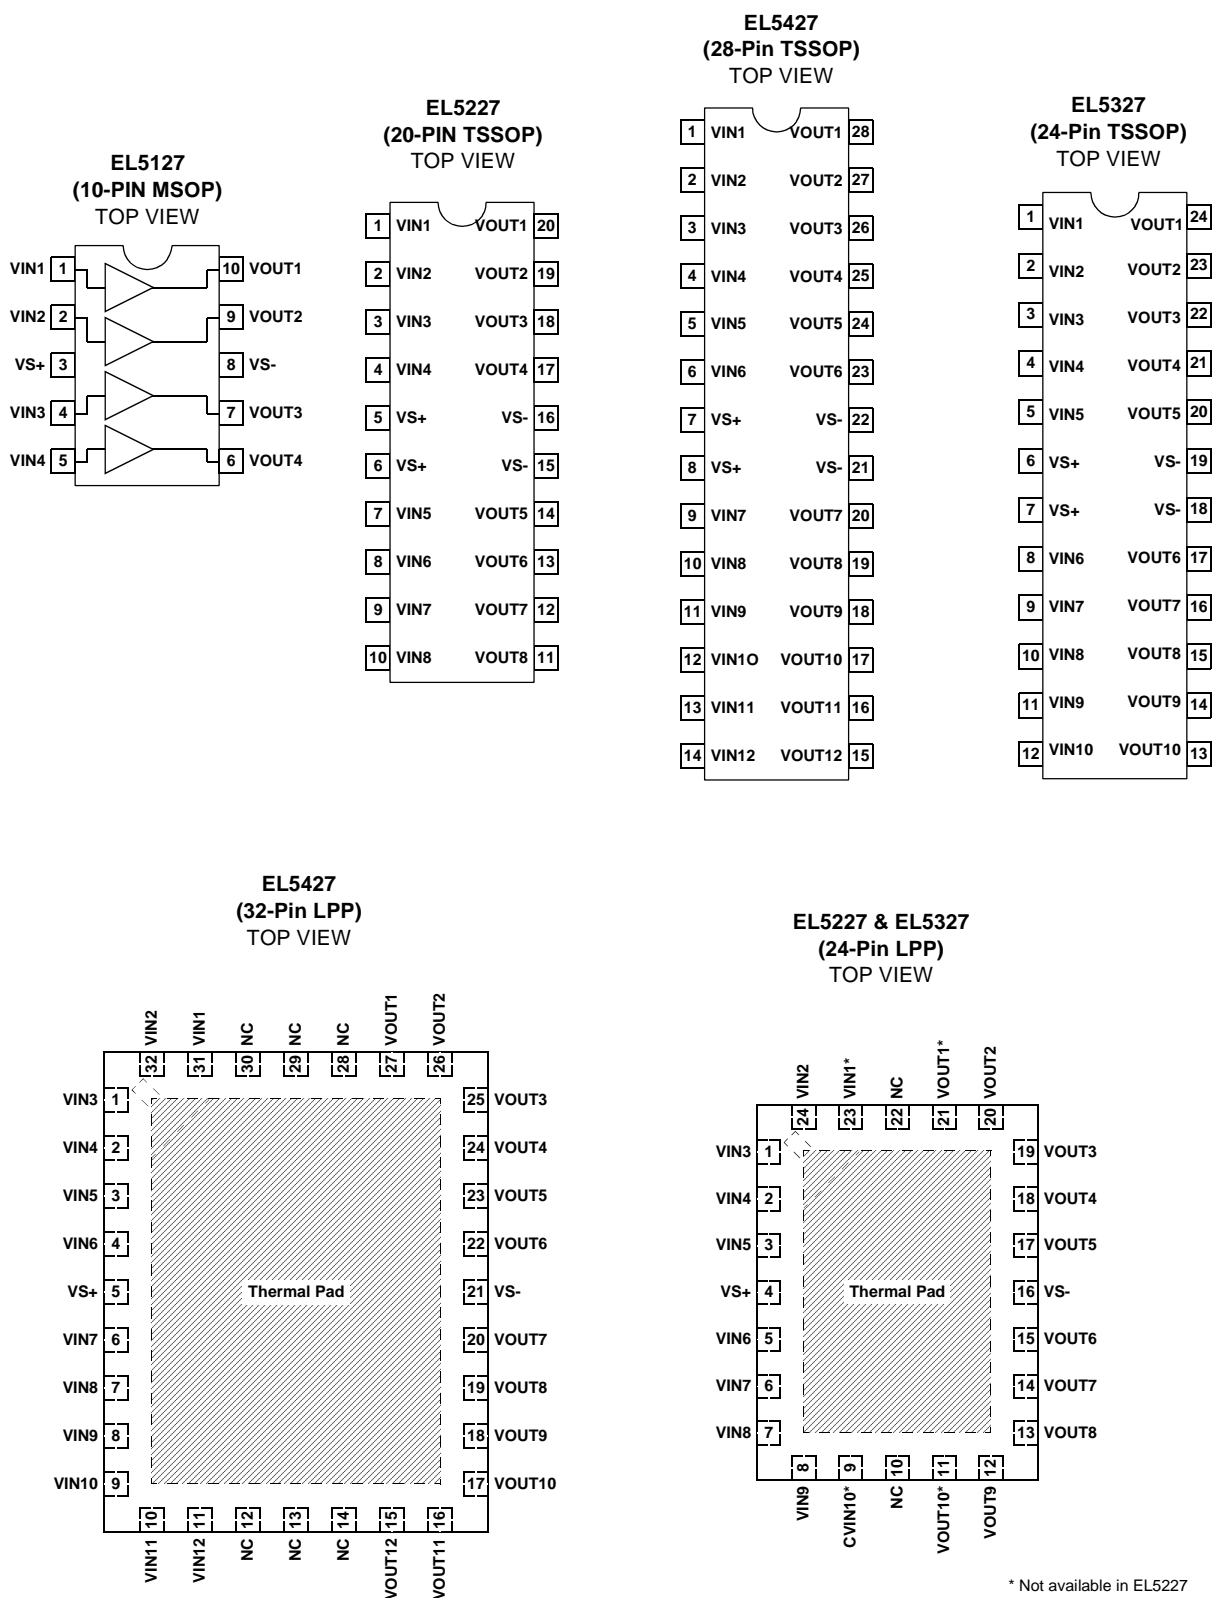 EL5127
(10-PIN MSOP)
TOP VIEW
VIN1 1 10 VOUT1
VIN2 2 9 VOUT2
VS+ 3 8 VS-
VIN3 4 7 VOUT3
VIN4 5 6 VOUT4
EL5227
(20-PIN TSSOP)
TOP VIEW
1 VIN1 VOUT1 20
2 VIN2 VOUT2 19
3 VIN3 VOUT3 18
4 VIN4 VOUT4 17
5 VS+ VS- 16
6 VS+ VS- 15
7 VIN5 VOUT5 14
8 VIN6 VOUT6 13
9 VIN7 VOUT7 12
10 VIN8 VOUT8 11
EL5427
(28-Pin TSSOP)
TOP VIEW
1 VIN1 VOUT1 28
2 VIN2 VOUT2 27
3 VIN3 VOUT3 26
4 VIN4 VOUT4 25
5 VIN5 VOUT5 24
6 VIN6 VOUT6 23
7 VS+ VS- 22
8 VS+ VS- 21
9 VIN7 VOUT7 20
10 VIN8 VOUT8 19
11 VIN9 VOUT9 18
12 VIN1O VOUT10 17
13 VIN11 VOUT11 16
14 VIN12 VOUT12 15
EL5327
(24-Pin TSSOP)
TOP VIEW
1 VIN1 VOUT1 24
2 VIN2 VOUT2 23
3 VIN3 VOUT3 22
4 VIN4 VOUT4 21
5 VIN5 VOUT5 20
6 VS+ VS- 19
7 VS+ VS- 18
8 VIN6 VOUT6 17
9 VIN7 VOUT7 16
10 VIN8 VOUT8 15
11 VIN9 VOUT9 14
12 VIN10 VOUT10 13
EL5427
(32-Pin LPP)
TOP VIEW
VIN2 VIN1 NC NC NC VOUT1 VOUT2
32 31 30 29 28 27 26
VIN3 1 25 VOUT3
VIN4 2 24 VOUT4
VIN5 3 23 VOUT5
VIN6 4 22 VOUT6
VS+ 5 Thermal Pad 21 VS-
VIN7 6 20 VOUT7
VIN8 7 19 VOUT8
VIN9 8 18 VOUT9
VIN10 9 17 VOUT10
10 11 12 13 14 15 16
VIN11 VIN12 NC NC NC VOUT12 VOUT11
EL5227 & EL5327
(24-Pin LPP)
TOP VIEW
VIN2 VIN1* NC VOUT1* VOUT2
24 23 22 21 20
VIN3 1 19 VOUT3
VIN4 2 18 VOUT4
VIN5 3 17 VOUT5
VS+ 4 Thermal Pad 16 VS-
VIN6 5 15 VOUT6
VIN7 6 14 VOUT7
VIN8 7 13 VOUT8
8 9 10 11 12
VIN9 CVIN10* NC VOUT10* VOUT9
* Not available in EL5227